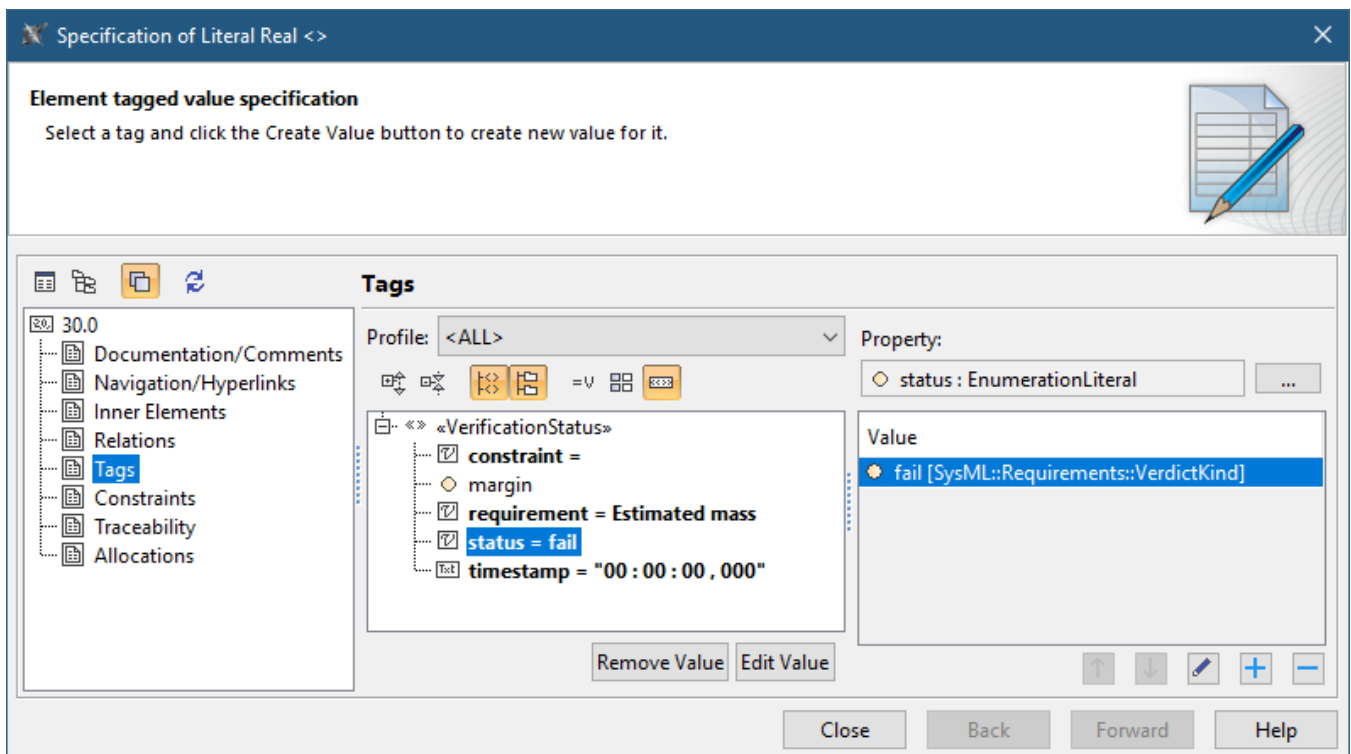 Specification of Literal Real <>
Element tagged value specification
Select a tag and click the Create Value button to create new value for it.
30.0
Documentation/Comments
Navigation/Hyperlinks
Inner Elements
Relations
Tags
Constraints
Traceability
Allocations
Tags
Profile: <ALL>
«VerificationStatus»
constraint =
margin
requirement = Estimated mass
status = fail
timestamp = "00 : 00 : 00 , 000"
Remove Value Edit Value
Property:
status : EnumerationLiteral ...
Value
fail [SysML::Requirements::VerdictKind]
Close Back Forward Help